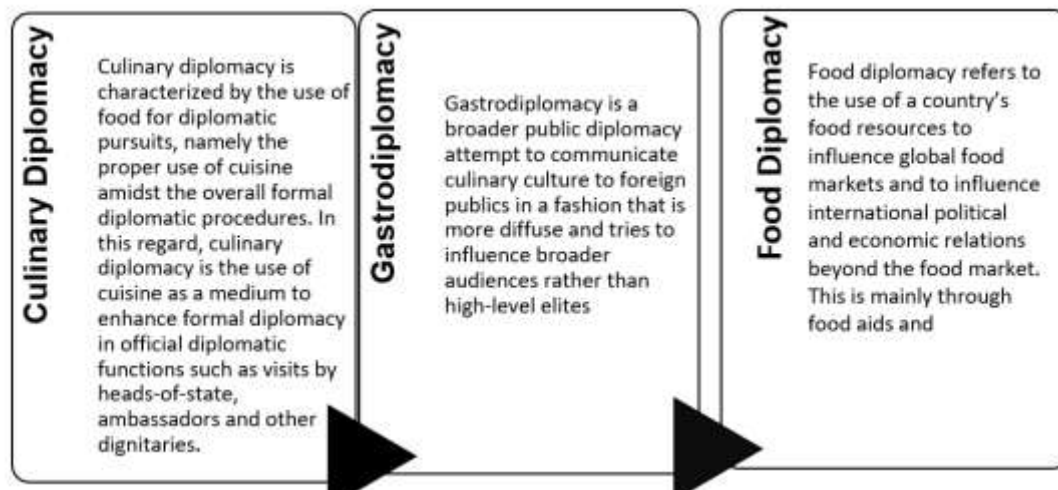 Culinary Diplomacy
Culinary diplomacy is
characterized by the use of
food for diplomatic
pursuits, namely the
proper use of cuisine
amidst the overall formal
diplomatic procedures. In
this regard, culinary
diplomacy is the use of
cuisine as a medium to
enhance formal diplomacy
in official diplomatic
functions such as visits by
heads-of-state,
ambassadors and other
dignitaries.
Gastrodiplomacy
Gastrodiplomacy is a
broader public diplomacy
attempt to communicate
culinary culture to foreign
publics in a fashion that is
more diffuse and tries to
influence broader
audiences rather than
high-level elites
Food Diplomacy
Food diplomacy refers to
the use of a country’s
food resources to
influence global food
markets and to influence
international political
and economic relations
beyond the food market.
This is mainly through
food aids and